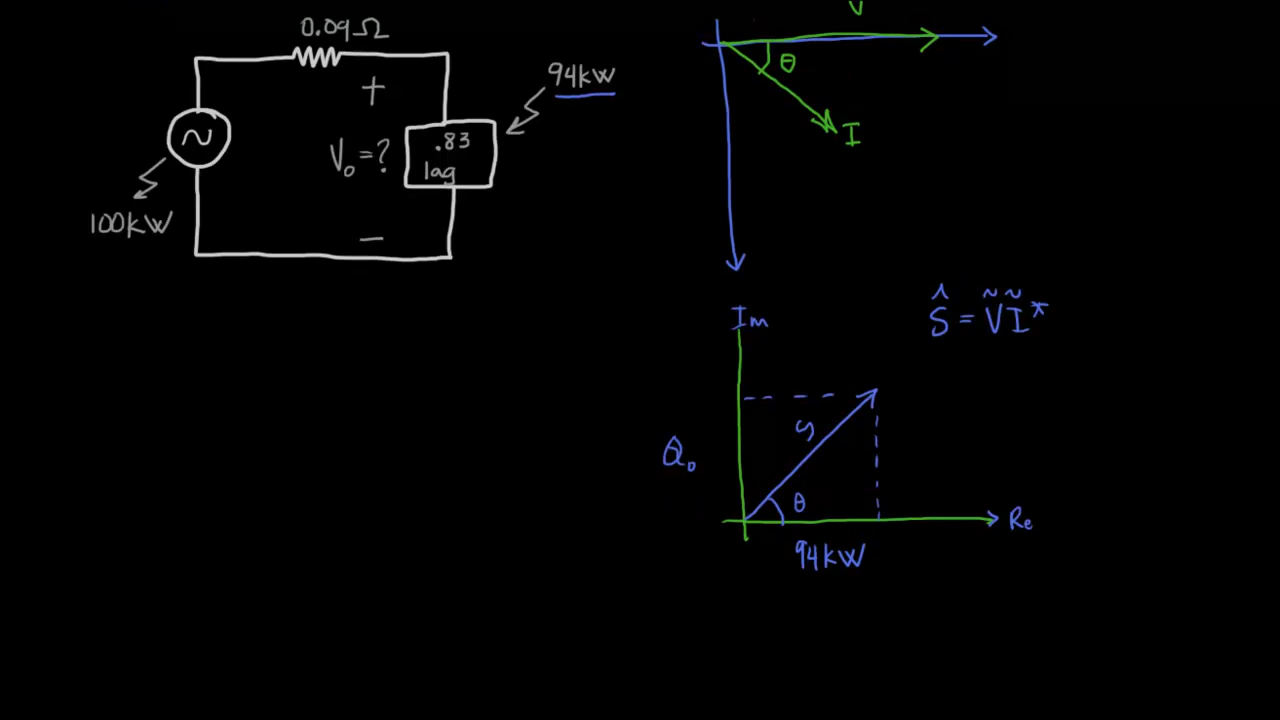 0.09Ω
+
94kW
V₀=?
.83
lag
~
100kW
−
V
θ
I
Im
Ŝ = ṼĨ*
S
Q₀
θ
Re
94kW